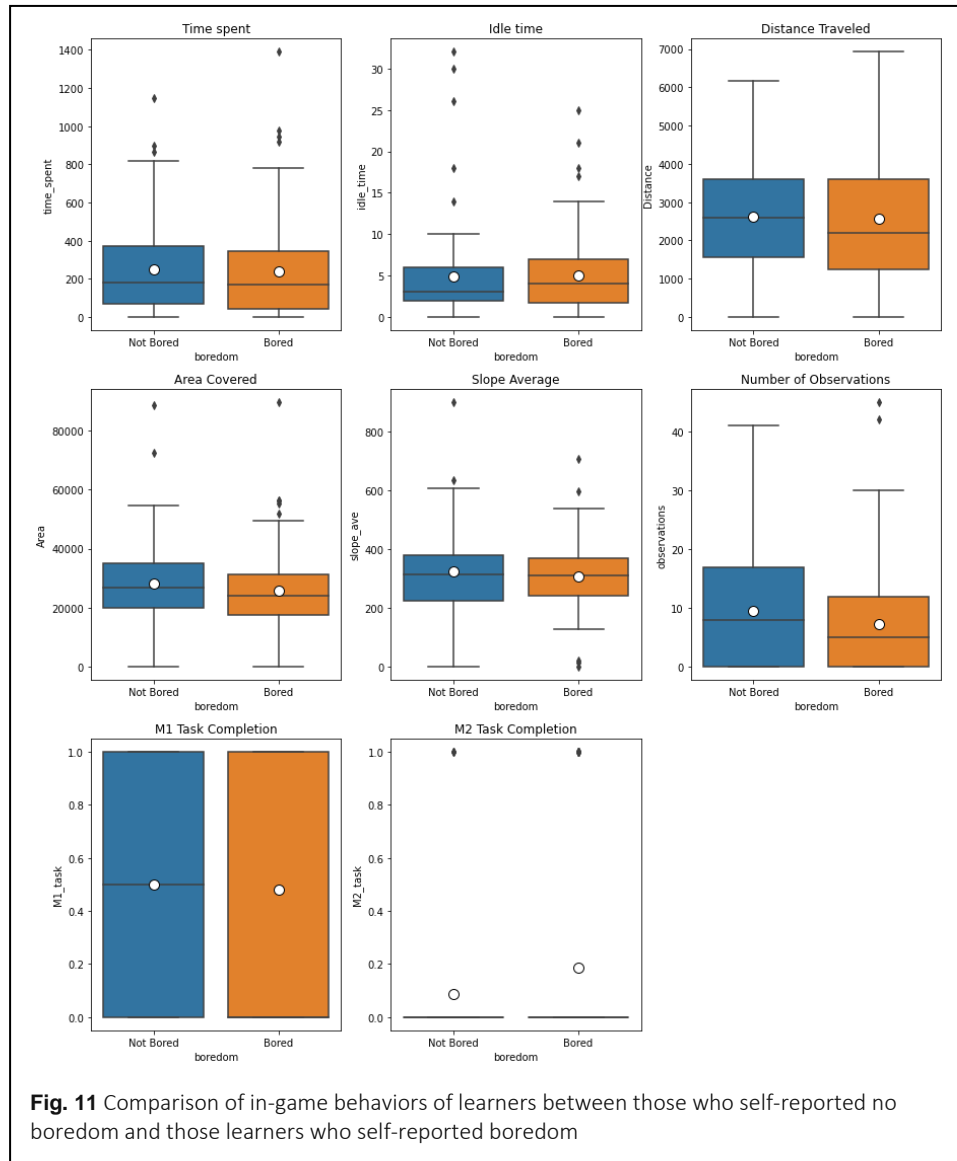 Time spent
Idle time
Distance Traveled
1400
1200
1000
800
600
400
200
0
time_spent
Not Bored
Bored
boredom
30
25
20
15
10
5
0
idle_time
Not Bored
Bored
boredom
7000
6000
5000
4000
3000
2000
1000
0
Distance
Not Bored
Bored
boredom
Area Covered
Slope Average
Number of Observations
80000
60000
40000
20000
0
Area
Not Bored
Bored
boredom
800
600
400
200
0
slope_ave
Not Bored
Bored
boredom
40
30
20
10
0
observations
Not Bored
Bored
boredom
M1 Task Completion
M2 Task Completion
1.0
0.8
0.6
0.4
0.2
0.0
M1_task
Not Bored
Bored
boredom
1.0
0.8
0.6
0.4
0.2
0.0
M2_task
Not Bored
Bored
boredom
Fig. 11 Comparison of in-game behaviors of learners between those who self-reported no
boredom and those learners who self-reported boredom